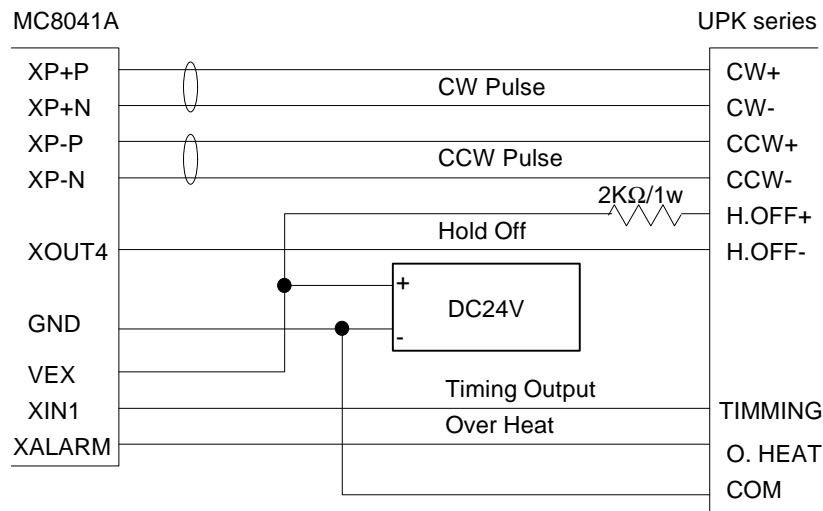 MC8041A
UPK series
XP+P
CW+
CW Pulse
XP+N
CW-
XP-P
CCW+
CCW Pulse
XP-N
CCW-
2KΩ/1w
H.OFF+
Hold Off
XOUT4
H.OFF-
+
DC24V
GND
-
VEX
Timing Output
XIN1
TIMMING
Over Heat
XALARM
O. HEAT
COM